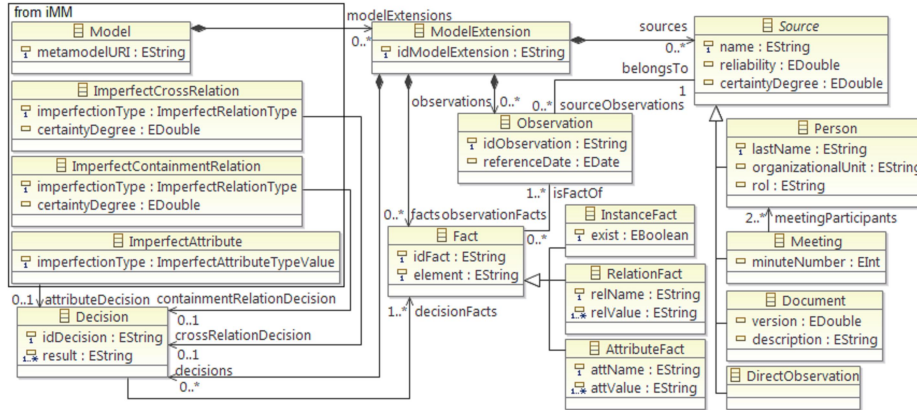 from iMM
Model
metamodelURI : EString
modelExtensions
0..*
ModelExtension
idModelExtension : EString
sources
0..*
Source
name : EString
reliability : EDouble
certaintyDegree : EDouble
belongsTo
1
ImperfectCrossRelation
imperfectionType : ImperfectRelationType
certaintyDegree : EDouble
observations
0..*
0..*
sourceObservations
Observation
idObservation : EString
referenceDate : EDate
Person
lastName : EString
organizationalUnit : EString
rol : EString
ImperfectContainmentRelation
imperfectionType : ImperfectRelationType
certaintyDegree : EDouble
1..*
isFactOf
2..*
meetingParticipants
0..*
facts
observationFacts
0..*
InstanceFact
exist : EBoolean
ImperfectAttribute
imperfectionType : ImperfectAttributeTypeValue
Fact
idFact : EString
element : EString
Meeting
minuteNumber : EInt
RelationFact
relName : EString
1..* relValue : EString
0..1
attributeDecision
containmentRelationDecision
0..1
1..*
decisionFacts
Document
version : EDouble
description : EString
Decision
idDecision : EString
1..* result : EString
crossRelationDecision
0..1
decisions
0..*
AttributeFact
attName : EString
1..* attValue : EString
DirectObservation